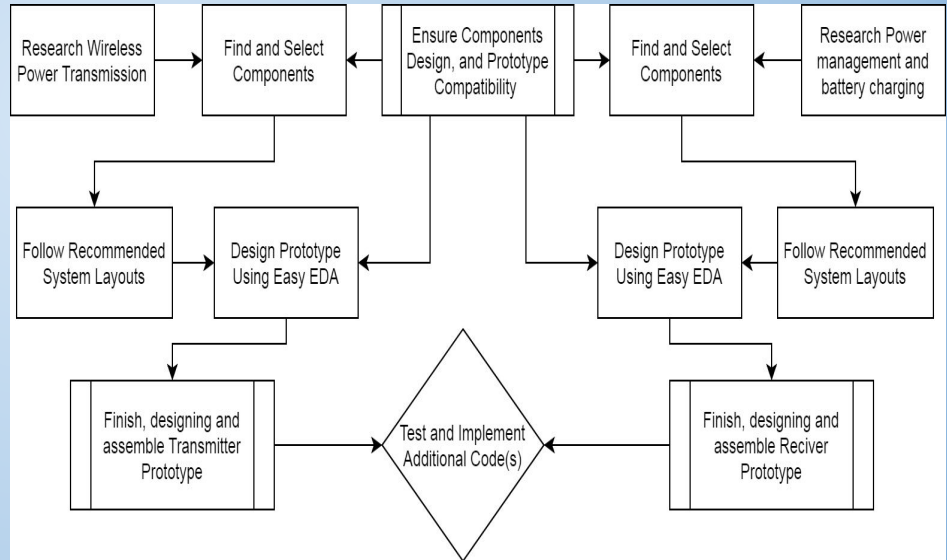 Research Wireless
Power Transmission
Find and Select
Components
Ensure Components
Design, and Prototype
Compatibility
Find and Select
Components
Research Power
management and
battery charging
Follow Recommended
System Layouts
Design Prototype
Using Easy EDA
Design Prototype
Using Easy EDA
Follow Recommended
System Layouts
Finish, designing and
assemble Transmitter
Prototype
Test and Implement
Additional Code(s)
Finish, designing and
assemble Reciver
Prototype